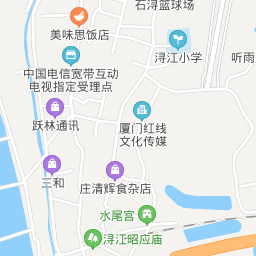 石浔篮球场
美味思饭店
浔江小学
听雨
中国电信宽带互动
电视指定受理点
跃林通讯
厦门红线
文化传媒
三和
庄清辉食杂店
水尾宫
浔江昭应庙